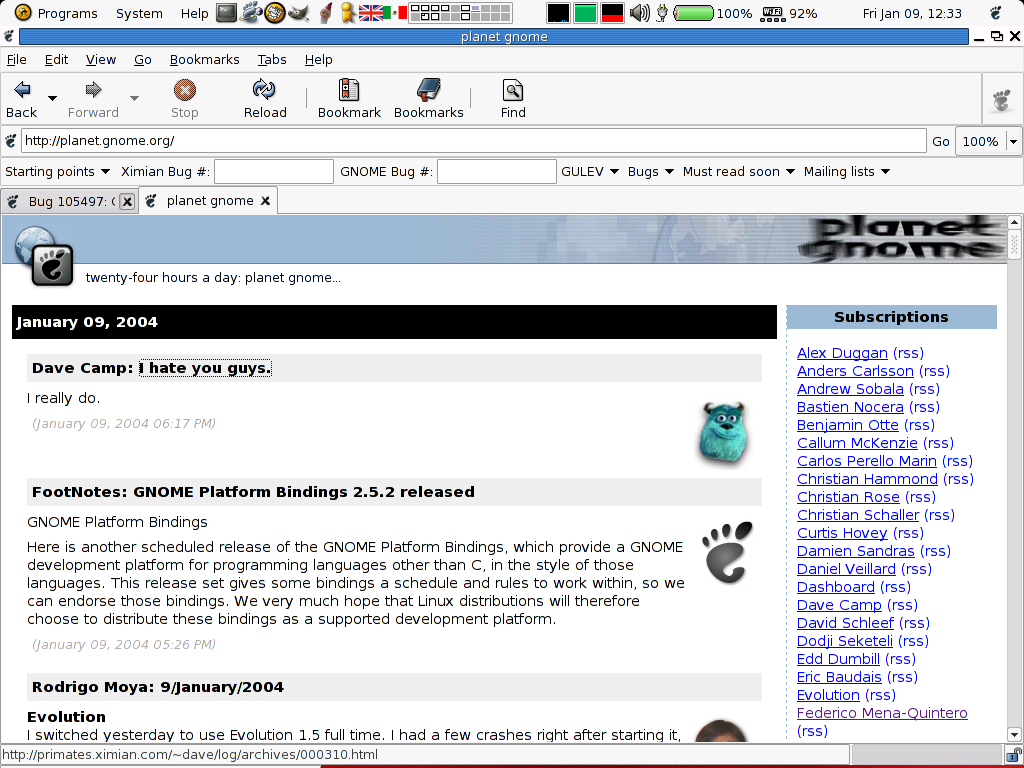 Programs System Help 100% WiFi 92% Fri Jan 09, 12:33
planet gnome
File Edit View Go Bookmarks Tabs Help
Back Forward Stop Reload Bookmark Bookmarks Find
http://planet.gnome.org/ Go 100%
Starting points Ximian Bug #: GNOME Bug #: GULEV Bugs Must read soon Mailing lists
Bug 105497: planet gnome
planet
gnome
twenty-four hours a day: planet gnome...
January 09, 2004
Dave Camp: I hate you guys.
I really do.
(January 09, 2004 06:17 PM)
FootNotes: GNOME Platform Bindings 2.5.2 released
GNOME Platform Bindings
Here is another scheduled release of the GNOME Platform Bindings, which provide a GNOME
development platform for programming languages other than C, in the style of those
languages. This release set gives some bindings a schedule and rules to work within, so we
can endorse those bindings. We very much hope that Linux distributions will therefore
choose to distribute these bindings as a supported development platform.
(January 09, 2004 05:26 PM)
Rodrigo Moya: 9/January/2004
Evolution
I switched yesterday to use Evolution 1.5 full time. I had a few crashes right after starting it,
Subscriptions
Alex Duggan (rss)
Anders Carlsson (rss)
Andrew Sobala (rss)
Bastien Nocera (rss)
Benjamin Otte (rss)
Callum McKenzie (rss)
Carlos Perello Marin (rss)
Christian Hammond (rss)
Christian Rose (rss)
Christian Schaller (rss)
Curtis Hovey (rss)
Damien Sandras (rss)
Daniel Veillard (rss)
Dashboard (rss)
Dave Camp (rss)
David Schleef (rss)
Dodji Seketeli (rss)
Edd Dumbill (rss)
Eric Baudais (rss)
Evolution (rss)
Federico Mena-Quintero
(rss)
http://primates.ximian.com/~dave/log/archives/000310.html